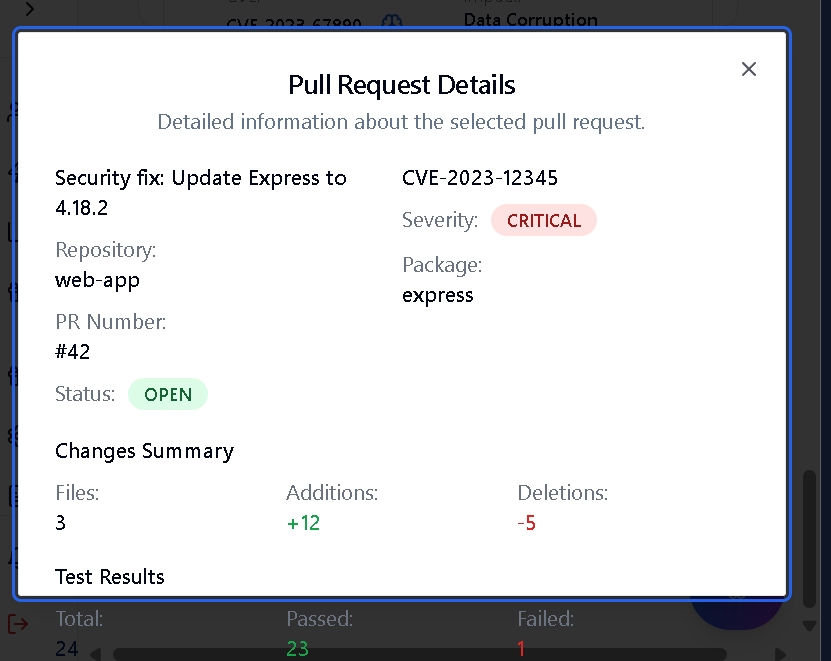 CVE-2023-67890
Data Corruption
Pull Request Details
Detailed information about the selected pull request.
Security fix: Update Express to
4.18.2
Repository:
web-app
PR Number:
#42
Status: OPEN
CVE-2023-12345
Severity: CRITICAL
Package:
express
Changes Summary
Files: Additions: Deletions:
3 +12 -5
Test Results
Total: Passed: Failed:
24 23 1